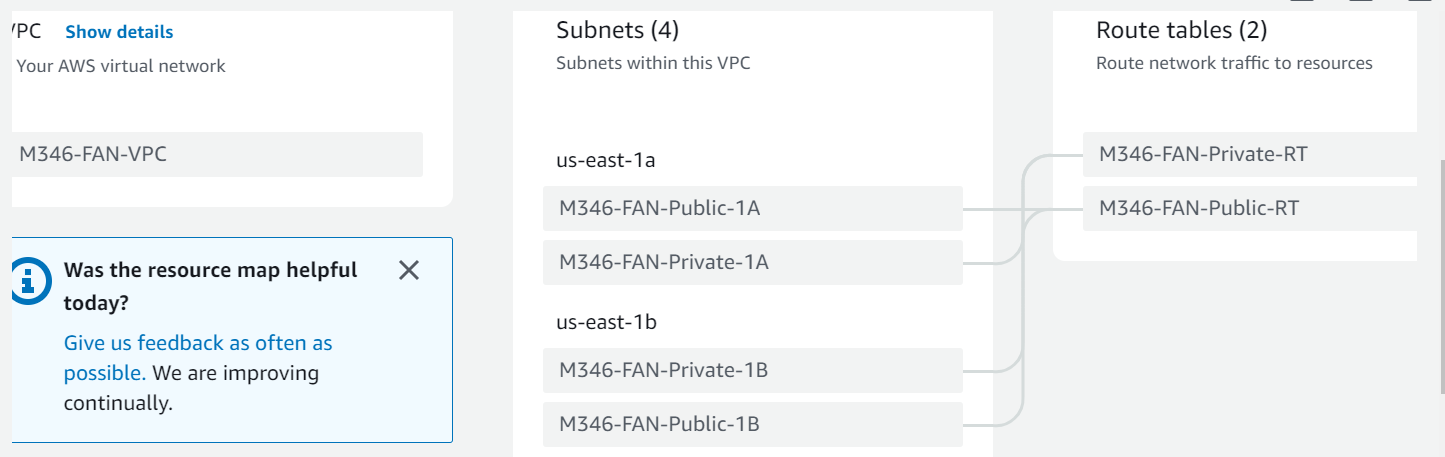 VPC Show details
Your AWS virtual network
M346-FAN-VPC
Was the resource map helpful
today?
Give us feedback as often as
possible. We are improving
continually.
Subnets (4)
Subnets within this VPC
us-east-1a
M346-FAN-Public-1A
M346-FAN-Private-1A
us-east-1b
M346-FAN-Private-1B
M346-FAN-Public-1B
Route tables (2)
Route network traffic to resources
M346-FAN-Private-RT
M346-FAN-Public-RT